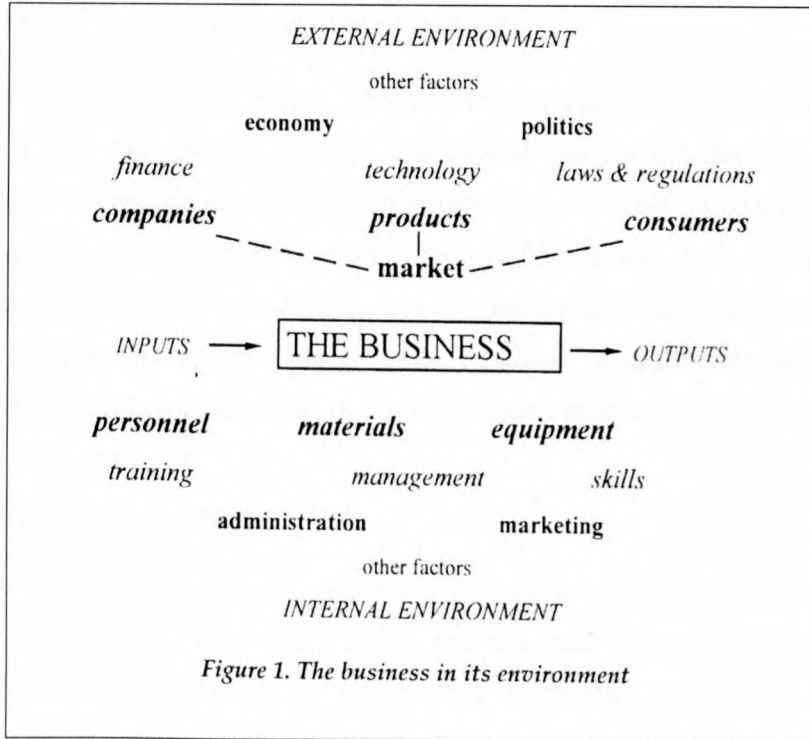 EXTERNAL ENVIRONMENT
other factors
economy politics
finance technology laws & regulations
companies products consumers
market
INPUTS THE BUSINESS OUTPUTS
personnel materials equipment
training management skills
administration marketing
other factors
INTERNAL ENVIRONMENT
Figure 1. The business in its environment